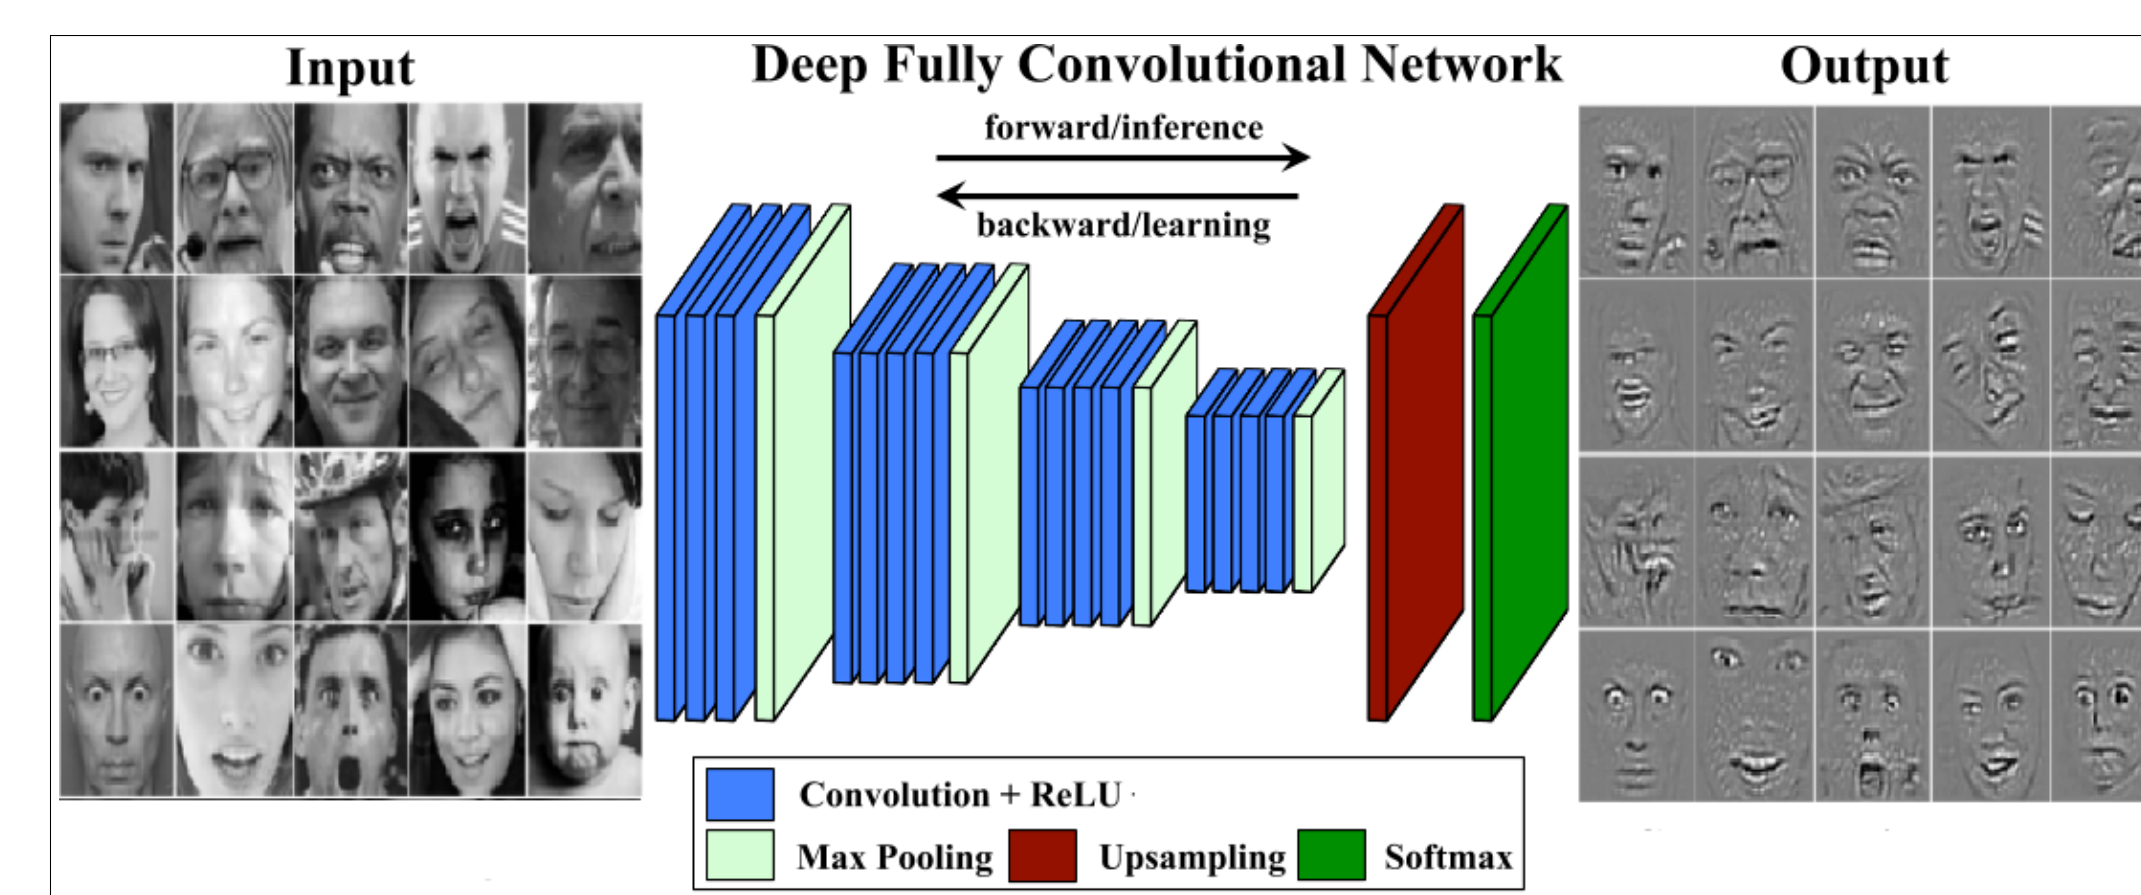 Input
Deep Fully Convolutional Network
Output
forward/inference
backward/learning
Convolution + ReLU
Max Pooling
Upsampling
Softmax